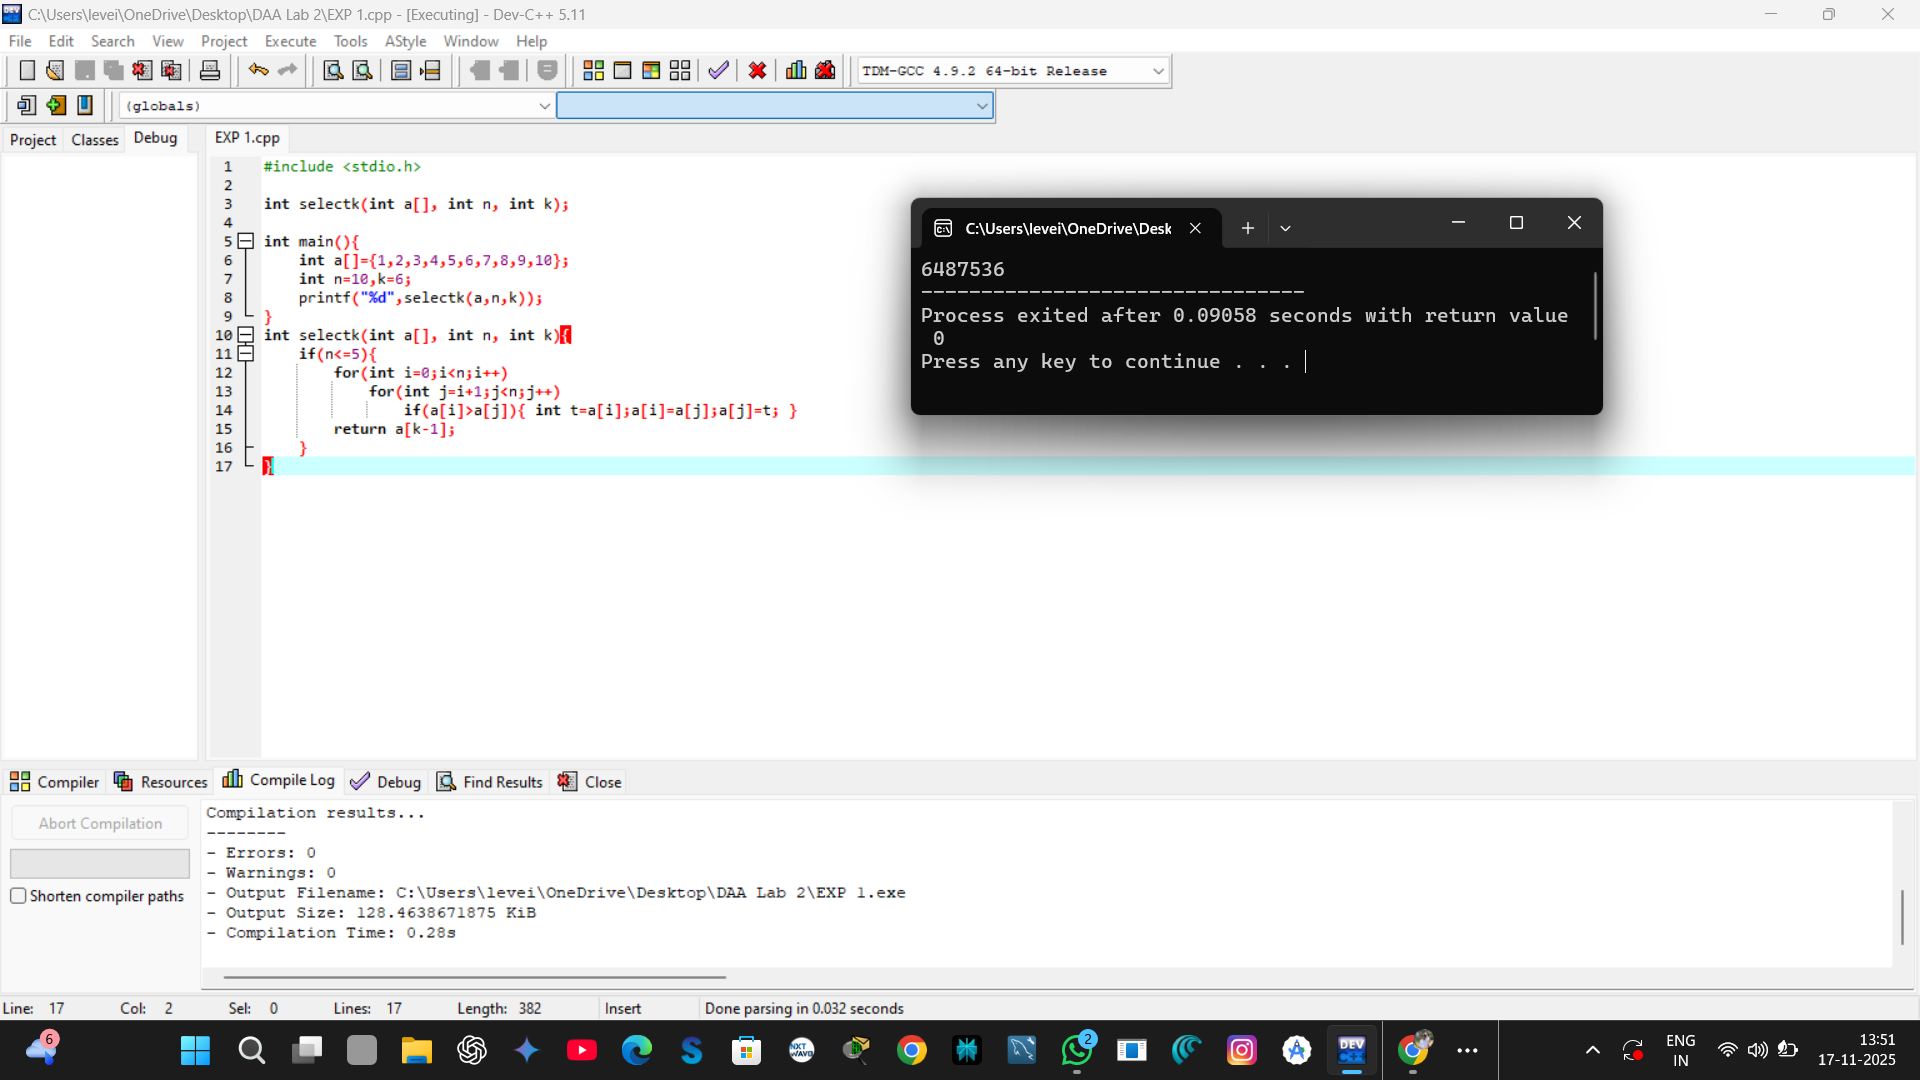 C:\Users\levei\OneDrive\Desktop\DAA Lab 2\EXP 1.cpp - [Executing] - Dev-C++ 5.11
File Edit Search View Project Execute Tools AStyle Window Help
TDM-GCC 4.9.2 64-bit Release
(globals)
Project Classes Debug EXP 1.cpp
1 #include <stdio.h>
2
3 int selectk(int a[], int n, int k);
4
5 int main(){
6 int a[]={1,2,3,4,5,6,7,8,9,10};
7 int n=10,k=6;
8 printf("%d",selectk(a,n,k));
9 }
10 int selectk(int a[], int n, int k){
11 if(n<=5){
12 for(int i=0;i<n;i++)
13 for(int j=i+1;j<n;j++)
14 if(a[i]>a[j]){ int t=a[i];a[i]=a[j];a[j]=t; }
15 return a[k-1];
16 }
17 }
C:\Users\levei\OneDrive\Desk
6487536
--------------------------------
Process exited after 0.09058 seconds with return value
0
Press any key to continue . . .
Compiler Resources Compile Log Debug Find Results Close
Abort Compilation
Shorten compiler paths
Compilation results...
--------
- Errors: 0
- Warnings: 0
- Output Filename: C:\Users\levei\OneDrive\Desktop\DAA Lab 2\EXP 1.exe
- Output Size: 128.4638671875 KiB
- Compilation Time: 0.28s
Line: 17 Col: 2 Sel: 0 Lines: 17 Length: 382 Insert Done parsing in 0.032 seconds
6
NXT WAVE
2
DEV C++
ENG
IN
13:51
17-11-2025